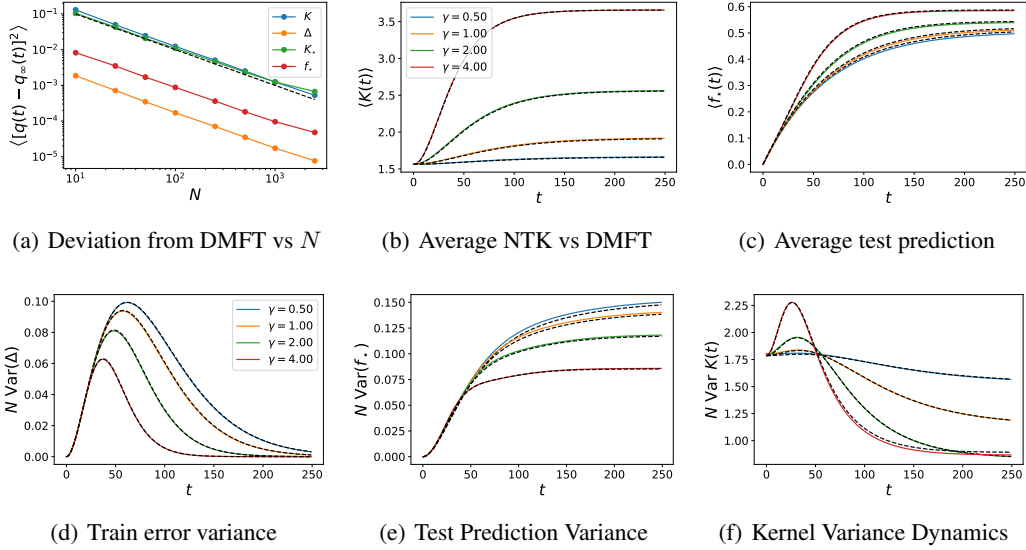 10⁻¹
10⁻²
10⁻³
10⁻⁴
10⁻⁵
⟨[q(t) − q∞(t)]²⟩
K
Δ
K⋆
f⋆
10¹ 10² 10³
N
(a) Deviation from DMFT vs N
3.5
3.0
2.5
2.0
1.5
⟨K(t)⟩
γ = 0.50
γ = 1.00
γ = 2.00
γ = 4.00
0 50 100 150 200 250
t
(b) Average NTK vs DMFT
0.6
0.5
0.4
0.3
0.2
0.1
0.0
⟨f⋆(t)⟩
0 50 100 150 200 250
t
(c) Average test prediction
0.10
0.08
0.06
0.04
0.02
0.00
N Var(Δ)
γ = 0.50
γ = 1.00
γ = 2.00
γ = 4.00
0 50 100 150 200 250
t
(d) Train error variance
0.150
0.125
0.100
0.075
0.050
0.025
0.000
N Var(f⋆)
0 50 100 150 200 250
t
(e) Test Prediction Variance
2.25
2.00
1.75
1.50
1.25
1.00
N Var K(t)
0 50 100 150 200 250
t
(f) Kernel Variance Dynamics